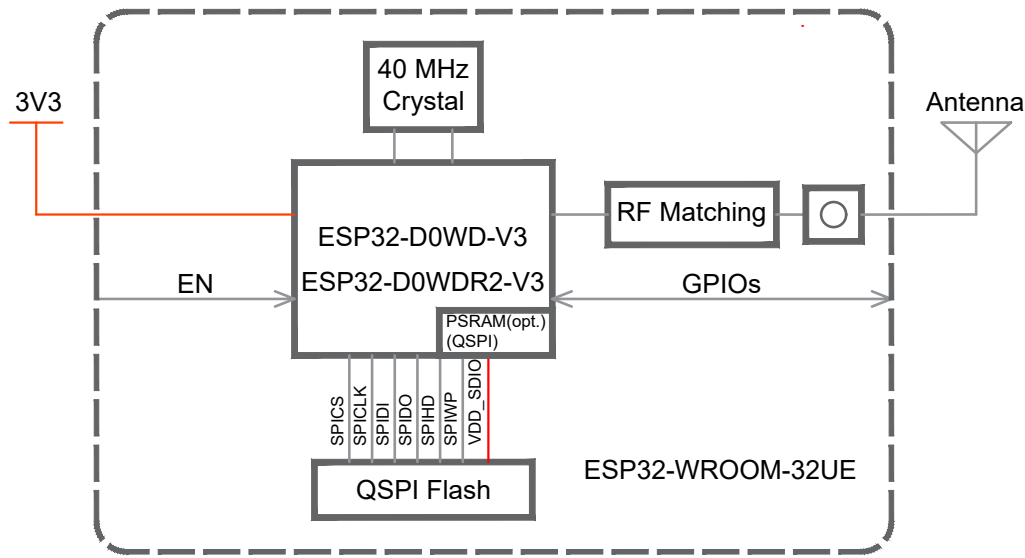 40 MHz
Crystal
3V3
Antenna
RF Matching
ESP32-D0WD-V3
ESP32-D0WDR2-V3
EN
GPIOs
PSRAM(opt.)
(QSPI)
SPICS
SPICLK
SPIDI
SPIDO
SPIHD
SPIWP
VDD_SDIO
QSPI Flash
ESP32-WROOM-32UE